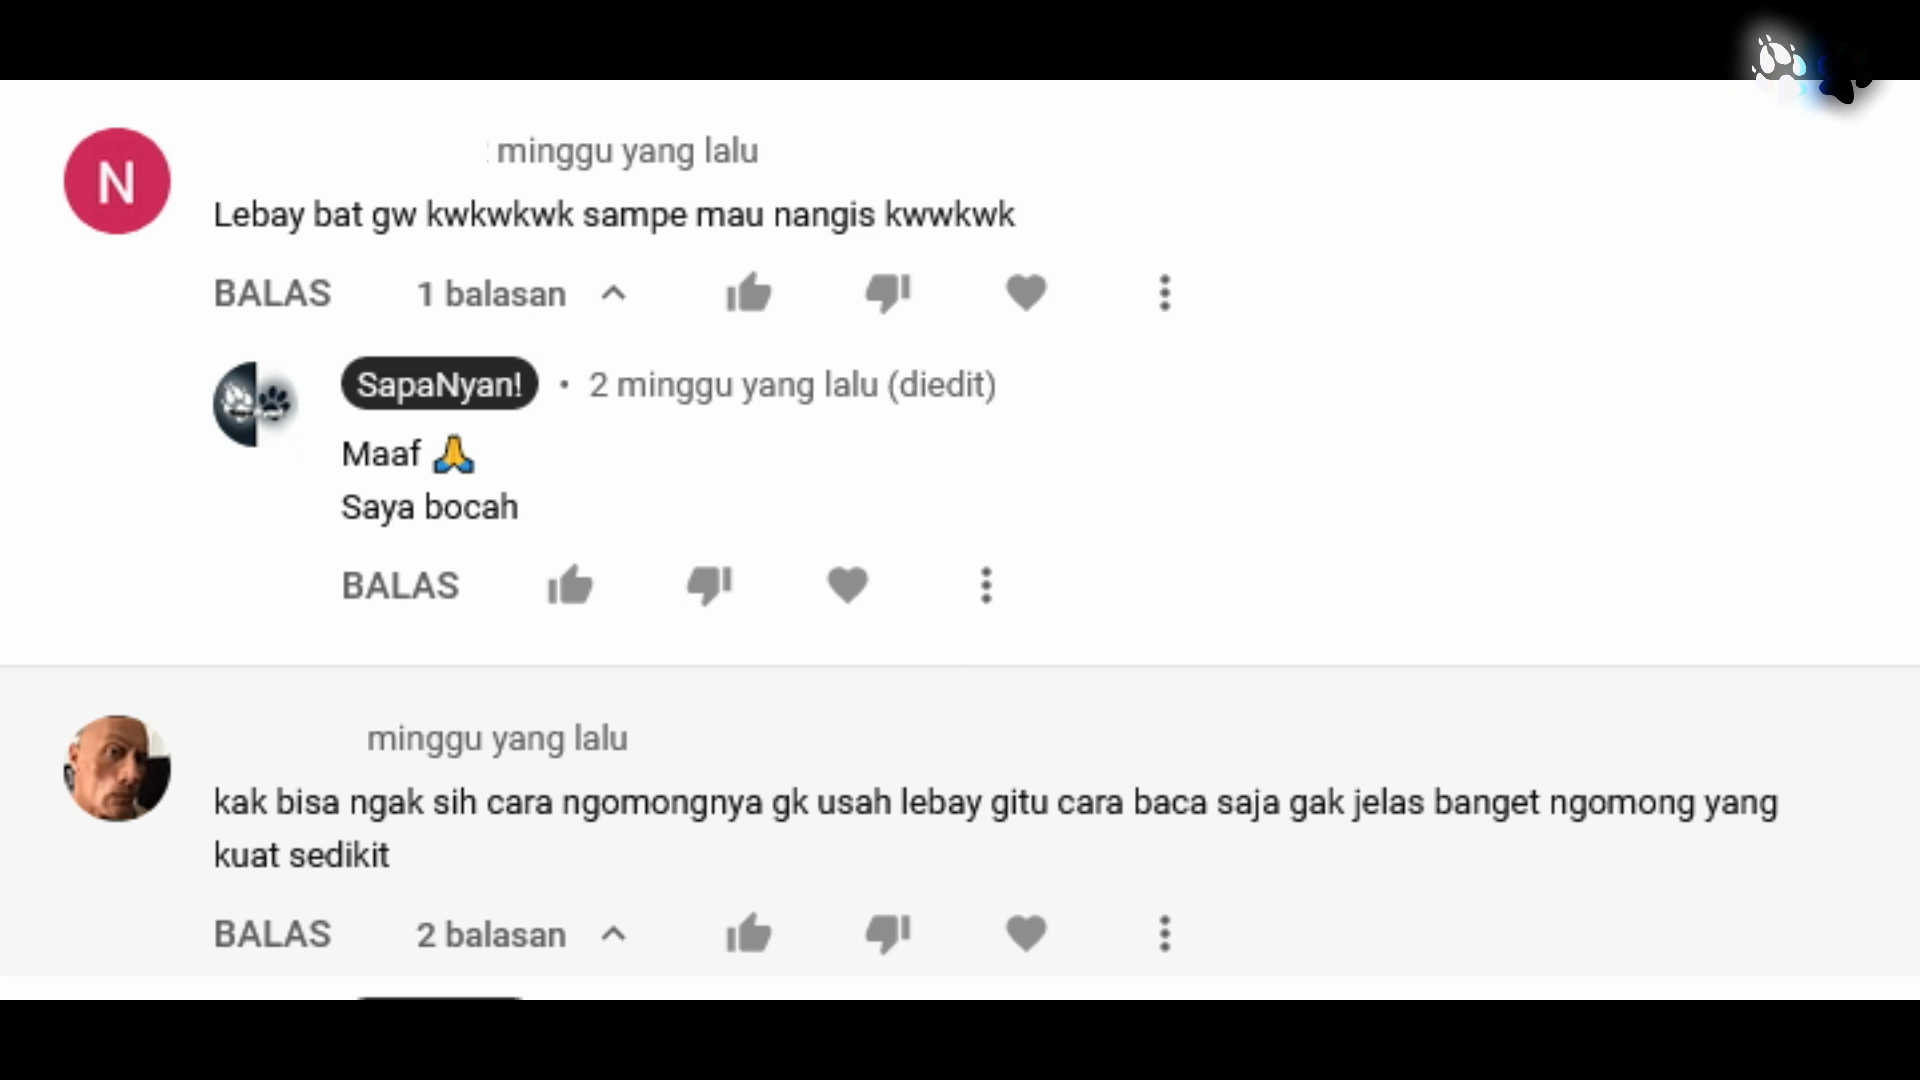 N
minggu yang lalu
Lebay bat gw kwkwkwk sampe mau nangis kwwkwk
BALAS 1 balasan
SapaNyan! • 2 minggu yang lalu (diedit)
Maaf 🙏
Saya bocah
BALAS
minggu yang lalu
kak bisa ngak sih cara ngomongnya gk usah lebay gitu cara baca saja gak jelas banget ngomong yang
kuat sedikit
BALAS 2 balasan